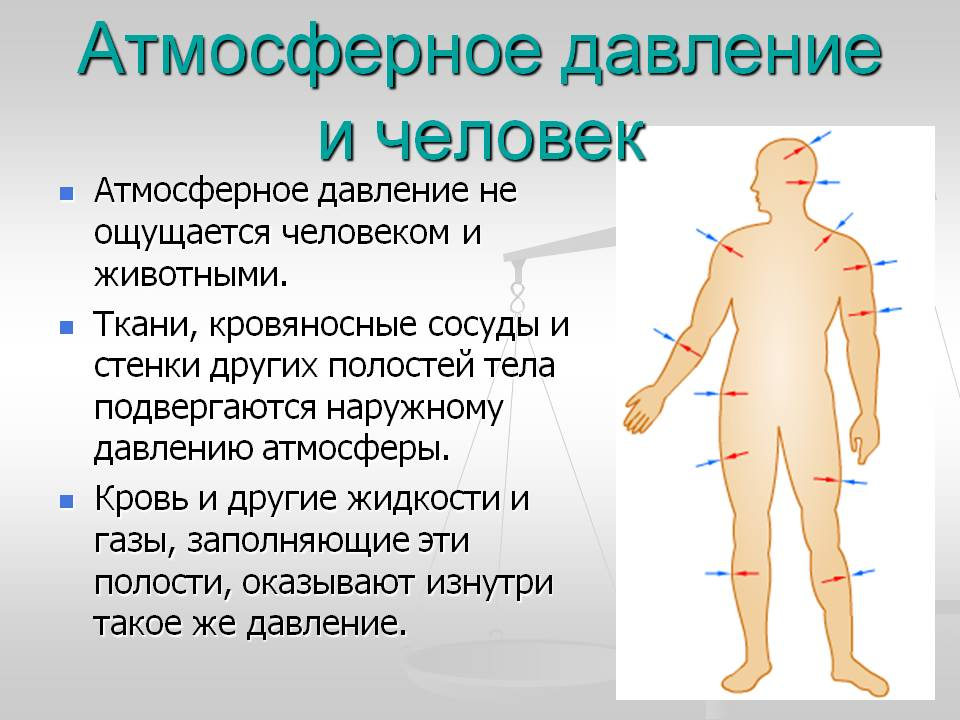 Атмосферное давление
и человек
Атмосферное давление не
ощущается человеком и
животными.
Ткани, кровяносные сосуды и
стенки других полостей тела
подвергаются наружному
давлению атмосферы.
Кровь и другие жидкости и
газы, заполняющие эти
полости, оказывают изнутри
такое же давление.